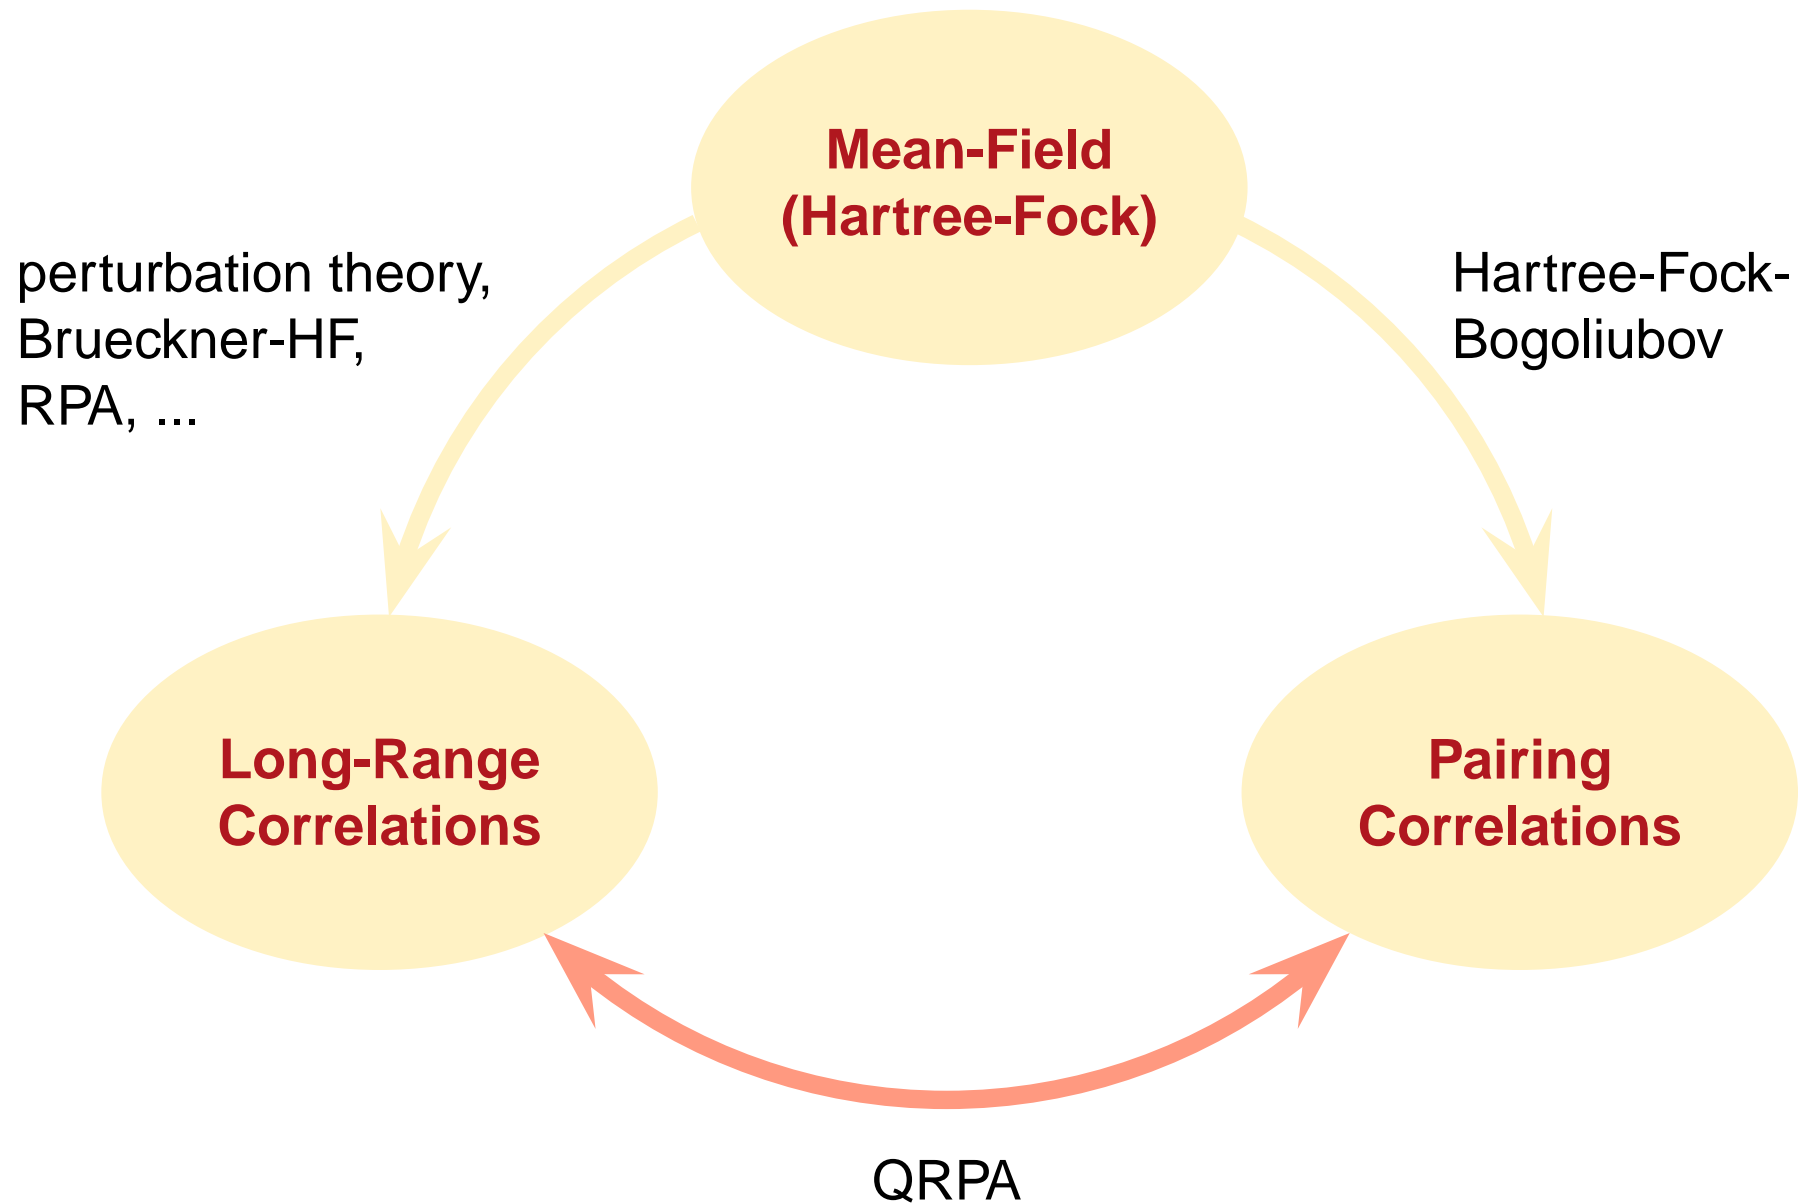 Mean-Field
(Hartree-Fock)
perturbation theory,
Brueckner-HF,
RPA, ...
Hartree-Fock-
Bogoliubov
Long-Range
Correlations
Pairing
Correlations
QRPA